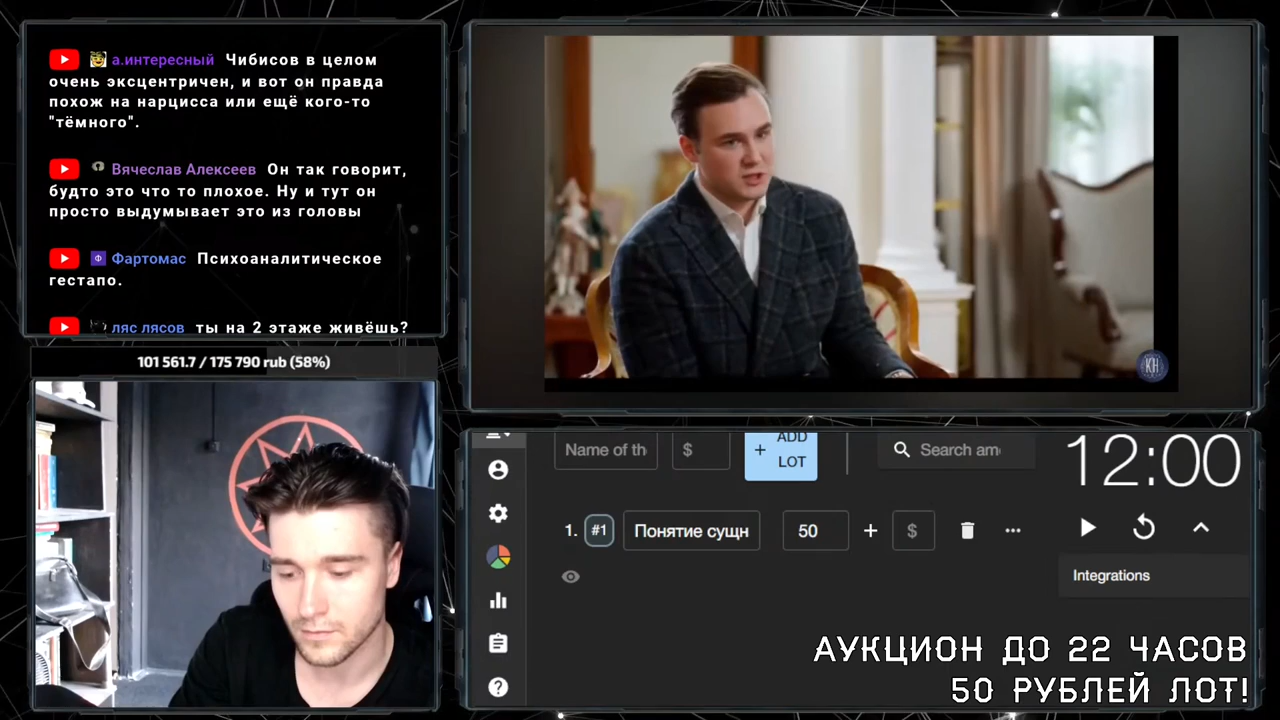 а.интересный Чибисов в целом
очень эксцентричен, и вот он правда
похож на нарцисса или ещё кого-то
"тёмного".
Вячеслав Алексеев Он так говорит,
будто это что то плохое. Ну и тут он
просто выдумывает это из головы
Фартомас Психоаналитическое
гестапо.
ляс лясов ты на 2 этаже живёшь?
101 561.7 / 175 790 rub (58%)
КН
Name of th $ + ADD LOT Search am
12:00
1. #1 Понятие сущн 50 + $
Integrations
АУКЦИОН ДО 22 ЧАСОВ
50 РУБЛЕЙ ЛОТ!